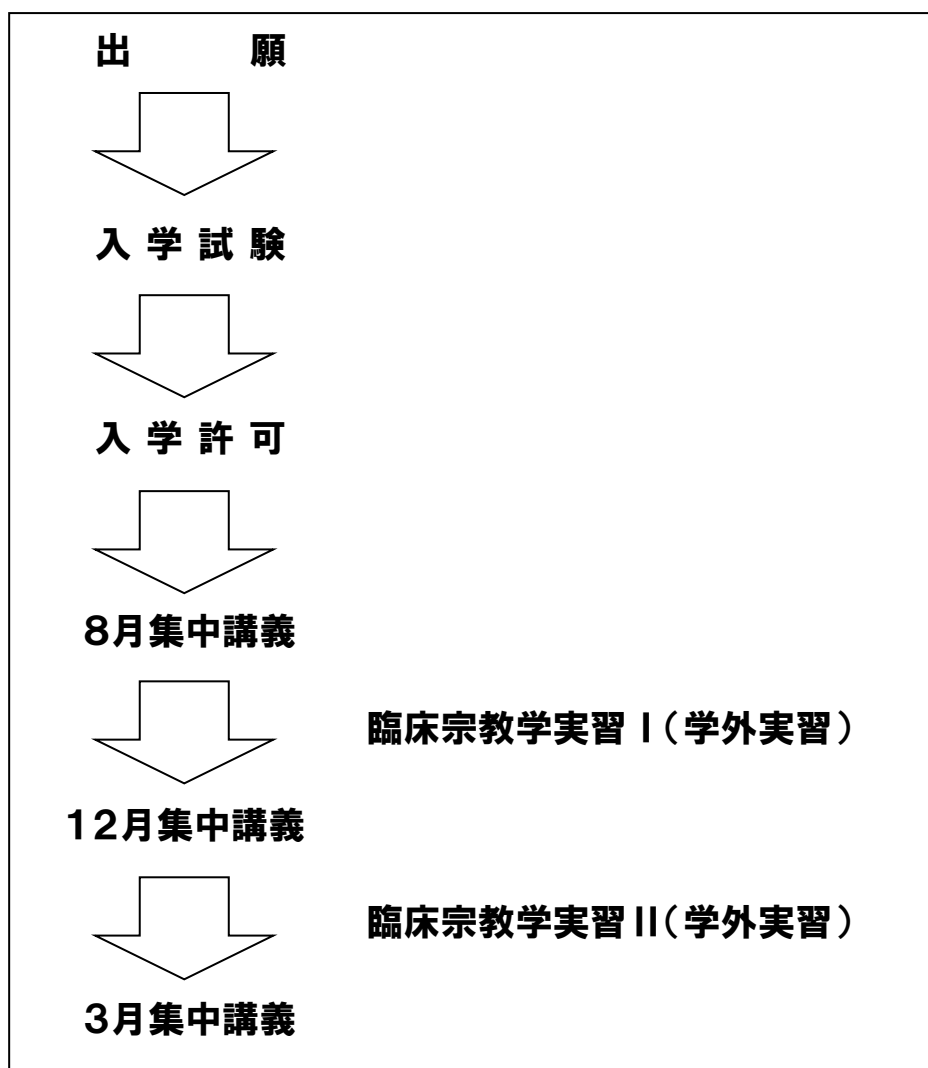 出 願
入 学 試 験
入 学 許 可
8月集中講義
臨床宗教学実習Ⅰ(学外実習)
12月集中講義
臨床宗教学実習Ⅱ(学外実習)
3月集中講義